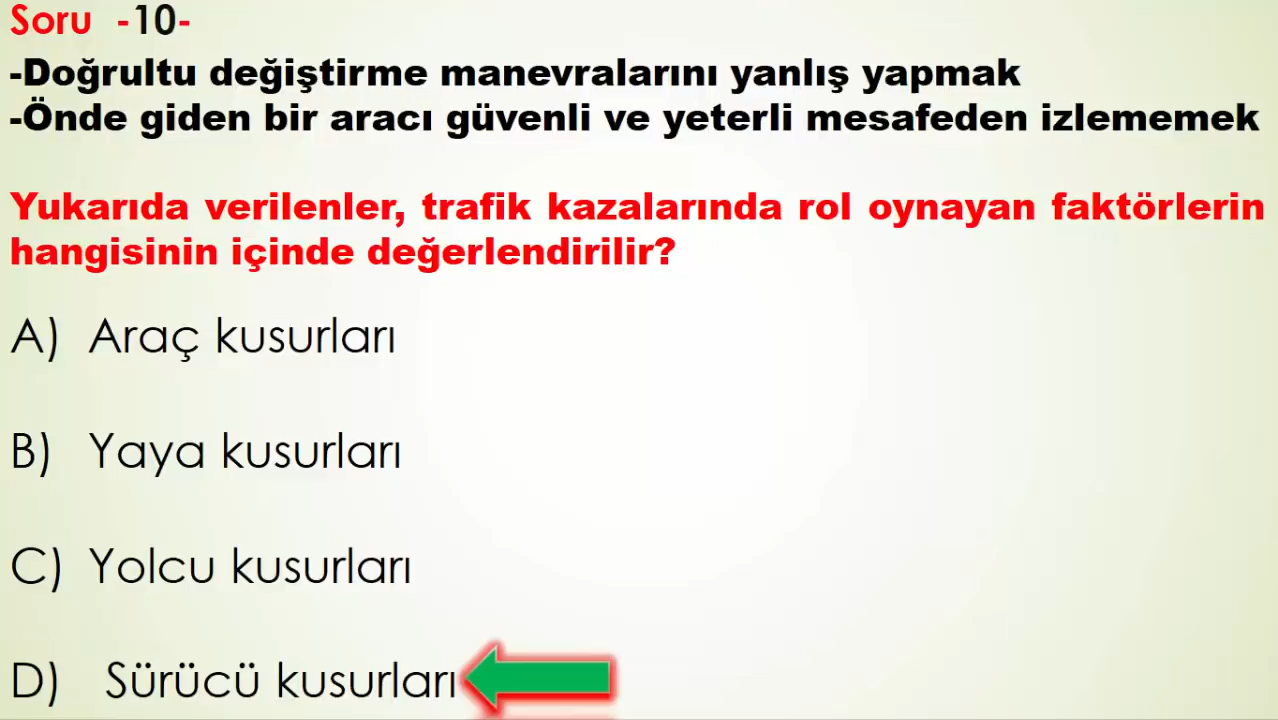 Soru -10-
-Doğrultu değiştirme manevralarını yanlış yapmak
-Önde giden bir aracı güvenli ve yeterli mesafeden izlememek
Yukarıda verilenler, trafik kazalarında rol oynayan faktörlerin
hangisinin içinde değerlendirilir?
A) Araç kusurları
B) Yaya kusurları
C) Yolcu kusurları
D) Sürücü kusurları